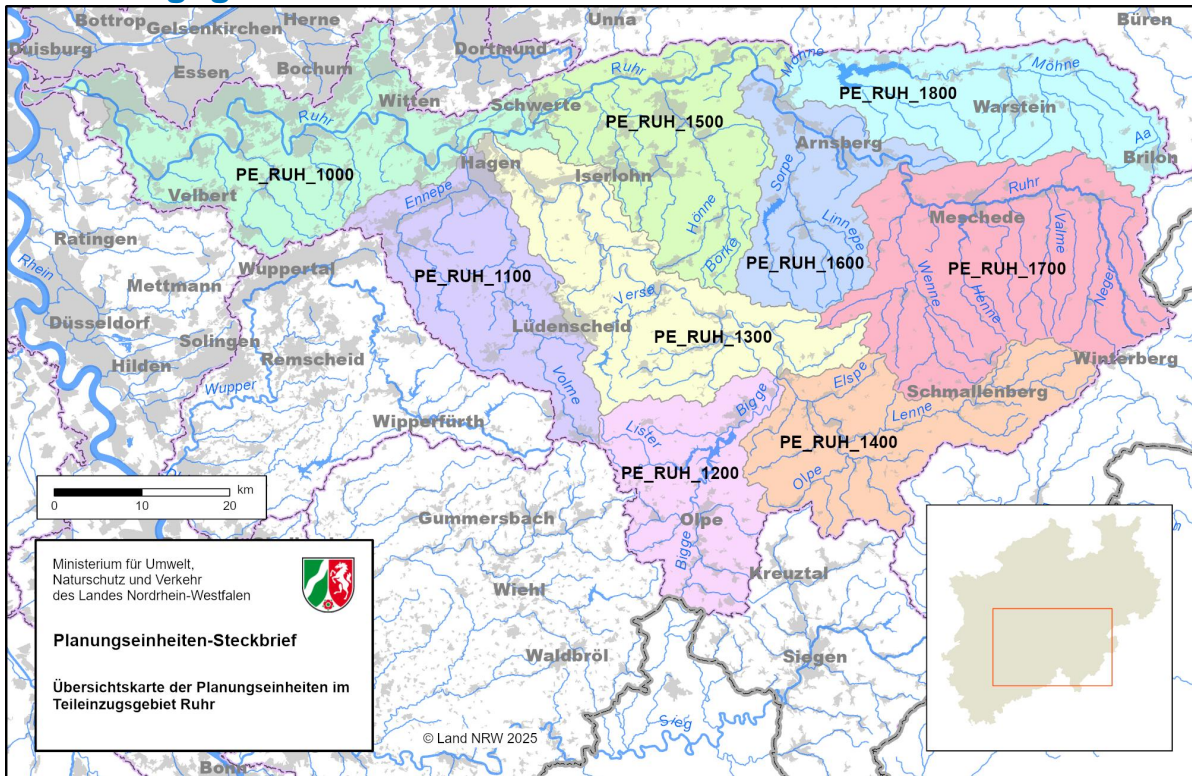 Bottrop
Gelsenkirchen
Herne
Unna
Büren
Duisburg
Essen
Bochum
Dortmund
Möhne
Möhne
Ruhr
Witten
Schwerte
PE_RUH_1800
Warstein
Ruhr
PE_RUH_1500
Arnsberg
Aa
Brilon
Hagen
Iserlohn
Sorpe
PE_RUH_1000
Velbert
Ennepe
Hönne
Linnepe
Ruhr
Meschede
Valme
Ratingen
Wuppertal
Borke
PE_RUH_1600
PE_RUH_1700
Rhein
Mettmann
PE_RUH_1100
Wenne
Henne
Neger
Verse
Düsseldorf
Lüdenscheid
Solingen
PE_RUH_1300
Hilden
Remscheid
Winterberg
Wupper
Volme
Bigge
Elspe
Schmallenberg
Wipperfürth
Lister
Lenne
PE_RUH_1400
PE_RUH_1200
Olpe
km
0 10 20
Gummersbach
Olpe
Bigge
Kreuztal
Wiehl
Waldbröl
Siegen
Sieg
Bonn
Ministerium für Umwelt,
Naturschutz und Verkehr
des Landes Nordrhein-Westfalen
Planungseinheiten-Steckbrief
Übersichtskarte der Planungseinheiten im
Teileinzugsgebiet Ruhr
© Land NRW 2025